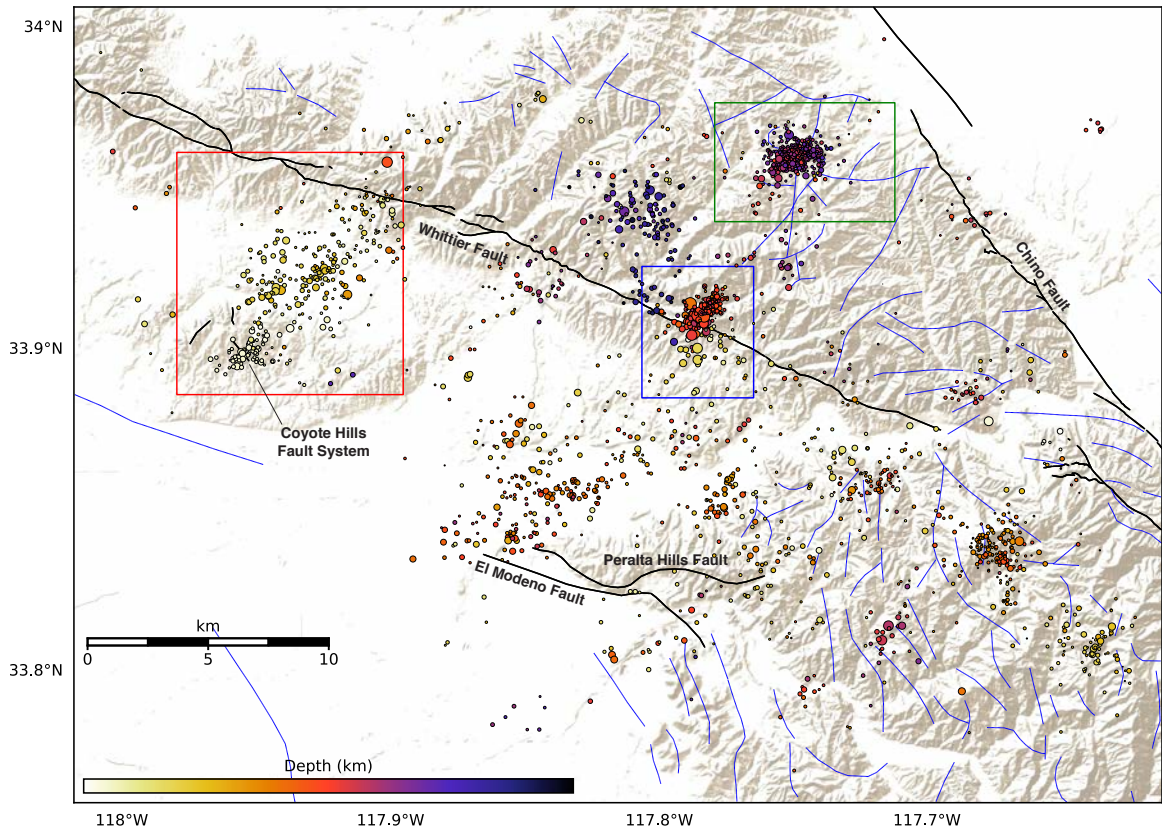 34°N
Whittier Fault
Chino Fault
33.9°N
Coyote Hills
Fault System
Peralta Hills Fault
El Modeno Fault
km
0 5 10
33.8°N
Depth (km)
118°W 117.9°W 117.8°W 117.7°W